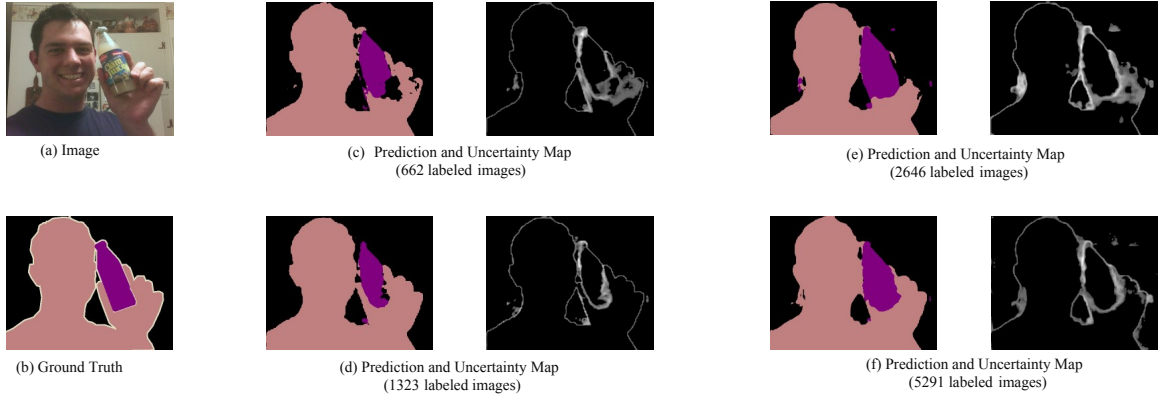 (a) Image
(c) Prediction and Uncertainty Map
(662 labeled images)
(e) Prediction and Uncertainty Map
(2646 labeled images)
(b) Ground Truth
(d) Prediction and Uncertainty Map
(1323 labeled images)
(f) Prediction and Uncertainty Map
(5291 labeled images)